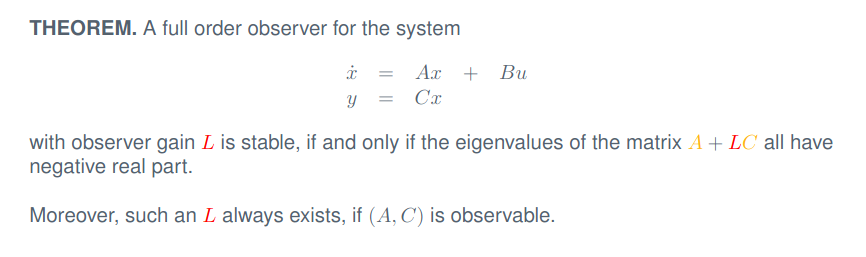 THEOREM. A full order observer for the system
ẋ = Ax + Bu
y = Cx
with observer gain L is stable, if and only if the eigenvalues of the matrix A + LC all have
negative real part.
Moreover, such an L always exists, if (A, C) is observable.